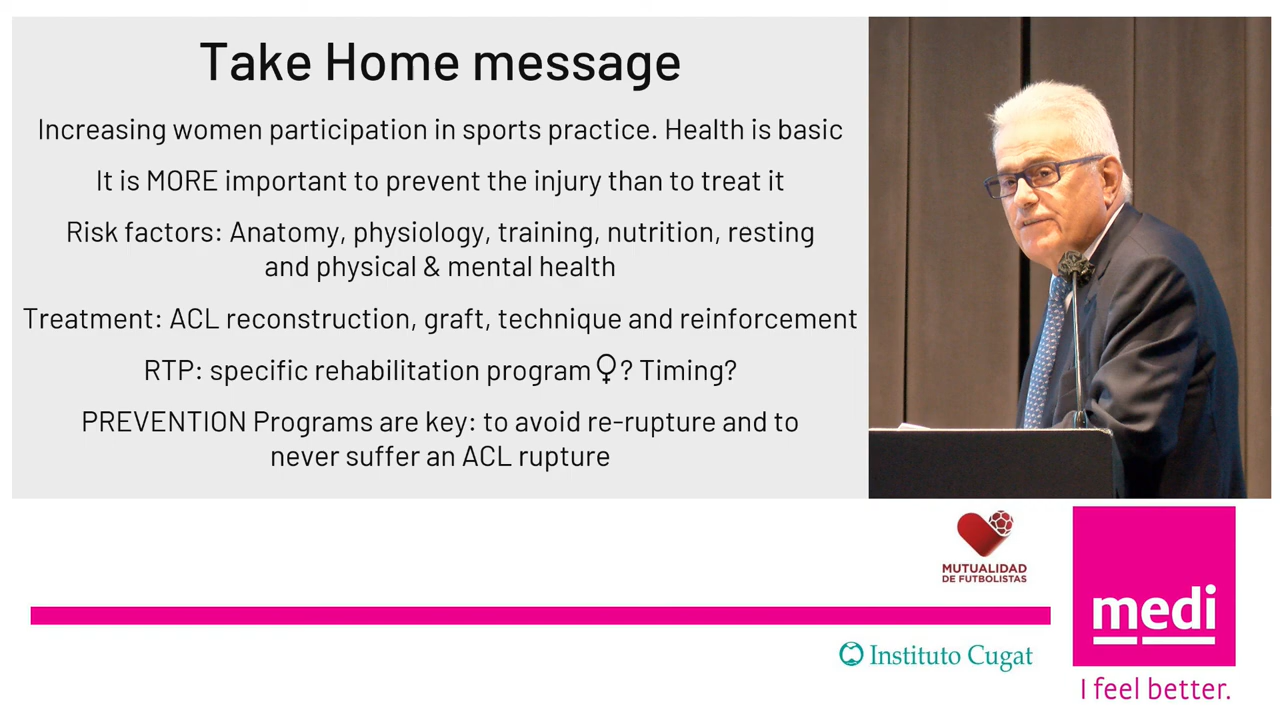 Take Home message
Increasing women participation in sports practice. Health is basic
It is MORE important to prevent the injury than to treat it
Risk factors: Anatomy, physiology, training, nutrition, resting
and physical & mental health
Treatment: ACL reconstruction, graft, technique and reinforcement
RTP: specific rehabilitation program ♀? Timing?
PREVENTION Programs are key: to avoid re-rupture and to
never suffer an ACL rupture
MUTUALIDAD
DE FUTBOLISTAS
medi
Instituto Cugat
I feel better.